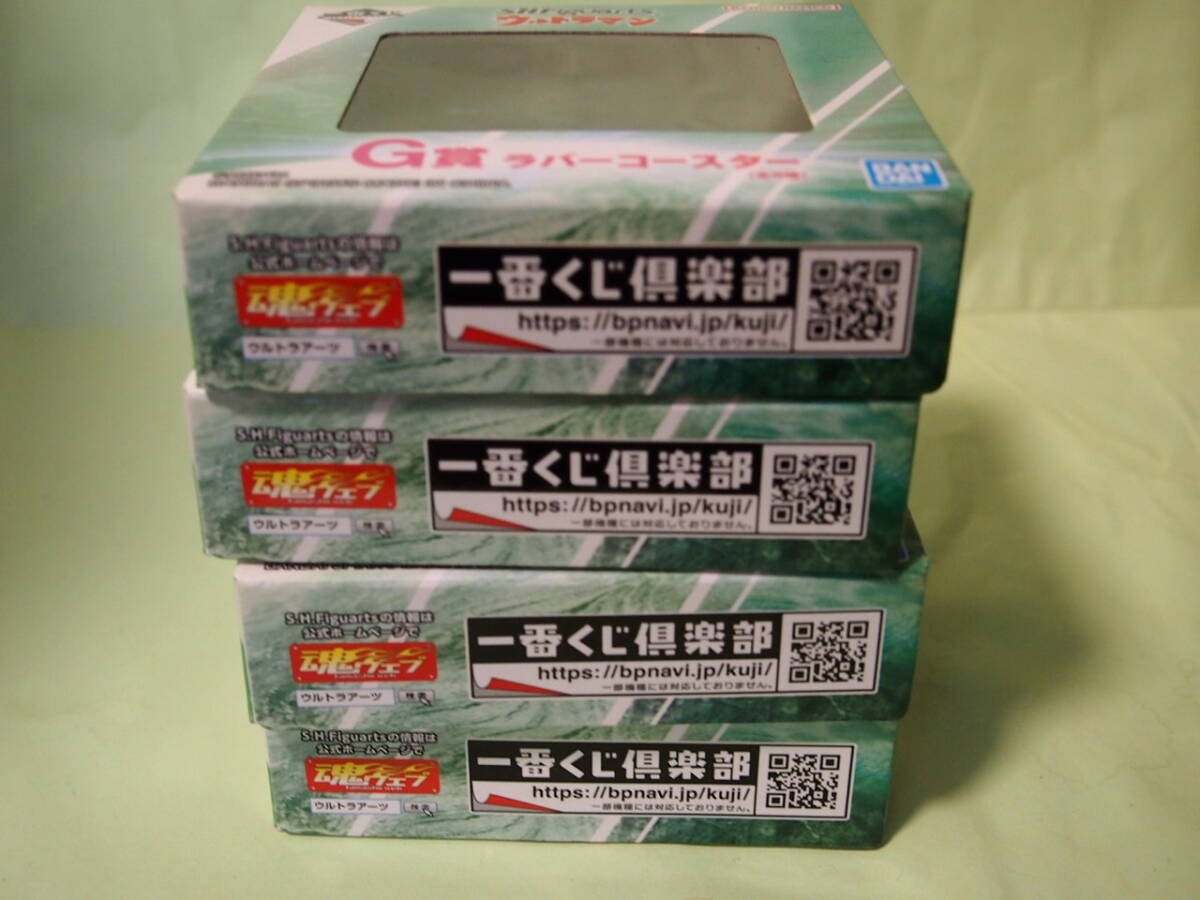 S.H.Figuarts
ウルトラマン
G賞 ラバーコースター
BAN
DAI
S.H.Figuartsの情報は
公式ホームページで
魂ウェブ
ウルトラアーツ 検索
一番くじ倶楽部
https://bpnavi.jp/kuji/
一部機種には対応しておりません。
S.H.Figuartsの情報は
公式ホームページで
魂ウェブ
ウルトラアーツ 検索
一番くじ倶楽部
https://bpnavi.jp/kuji/
一部機種には対応しておりません。
S.H.Figuartsの情報は
公式ホームページで
魂ウェブ
ウルトラアーツ 検索
一番くじ倶楽部
https://bpnavi.jp/kuji/
一部機種には対応しておりません。
S.H.Figuartsの情報は
公式ホームページで
魂ウェブ
ウルトラアーツ 検索
一番くじ倶楽部
https://bpnavi.jp/kuji/
一部機種には対応しておりません。